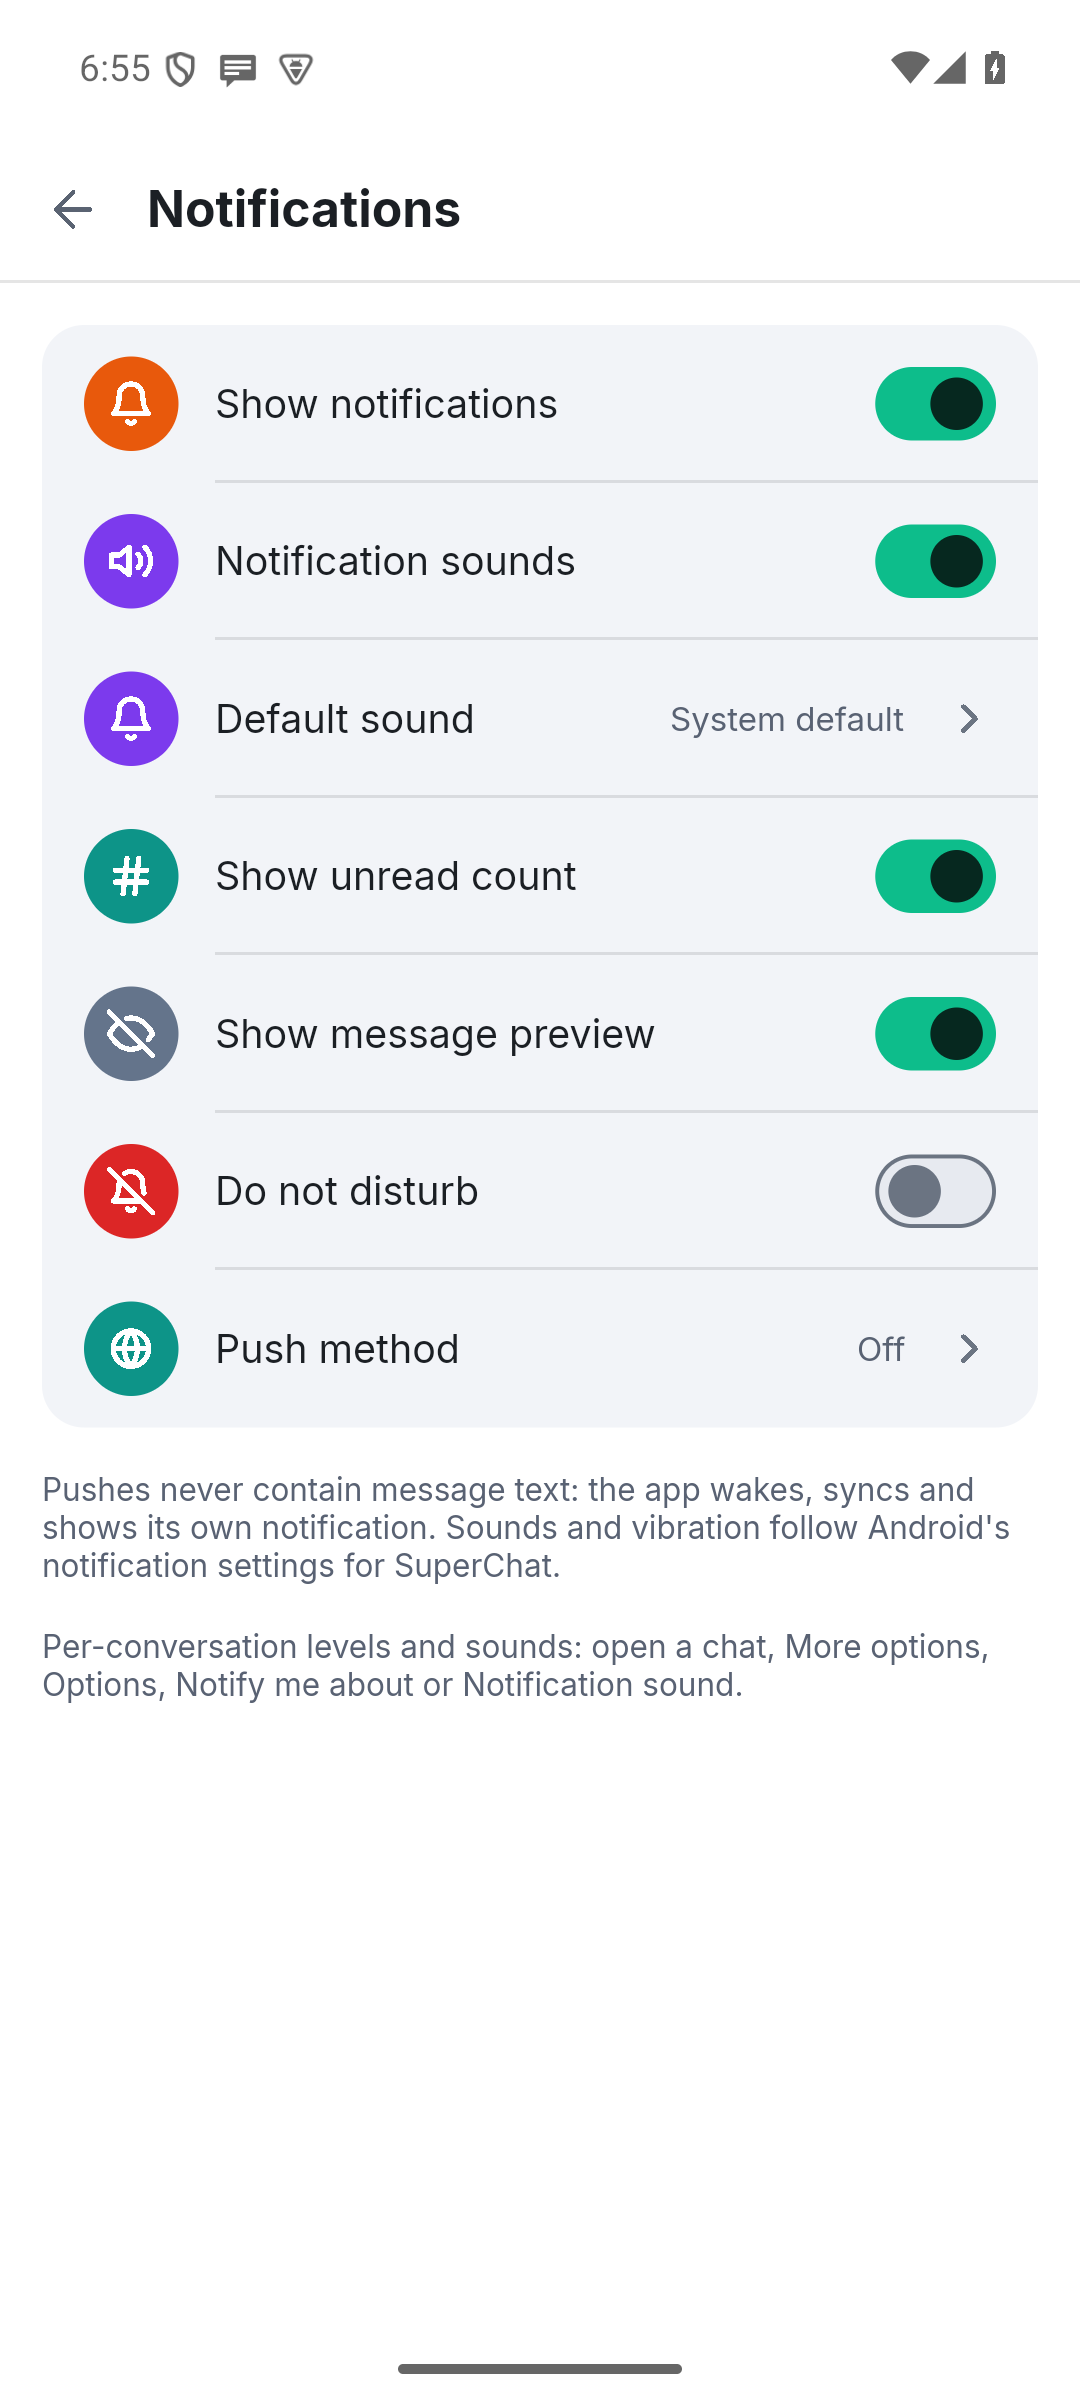 6:55
Notifications
Show notifications
Notification sounds
Default sound System default
Show unread count
Show message preview
Do not disturb
Push method Off
Pushes never contain message text: the app wakes, syncs and
shows its own notification. Sounds and vibration follow Android's
notification settings for SuperChat.
Per-conversation levels and sounds: open a chat, More options,
Options, Notify me about or Notification sound.